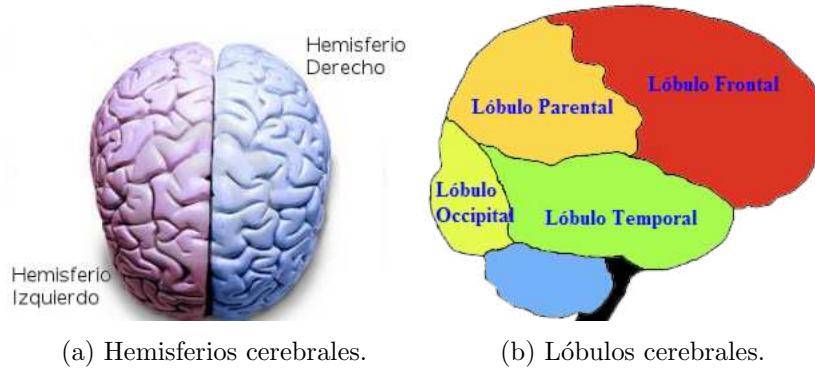 Hemisferio
Derecho
Hemisferio
Izquierdo
Lóbulo Frontal
Lóbulo Parental
Lóbulo
Occipital
Lóbulo Temporal
(a) Hemisferios cerebrales.
(b) Lóbulos cerebrales.